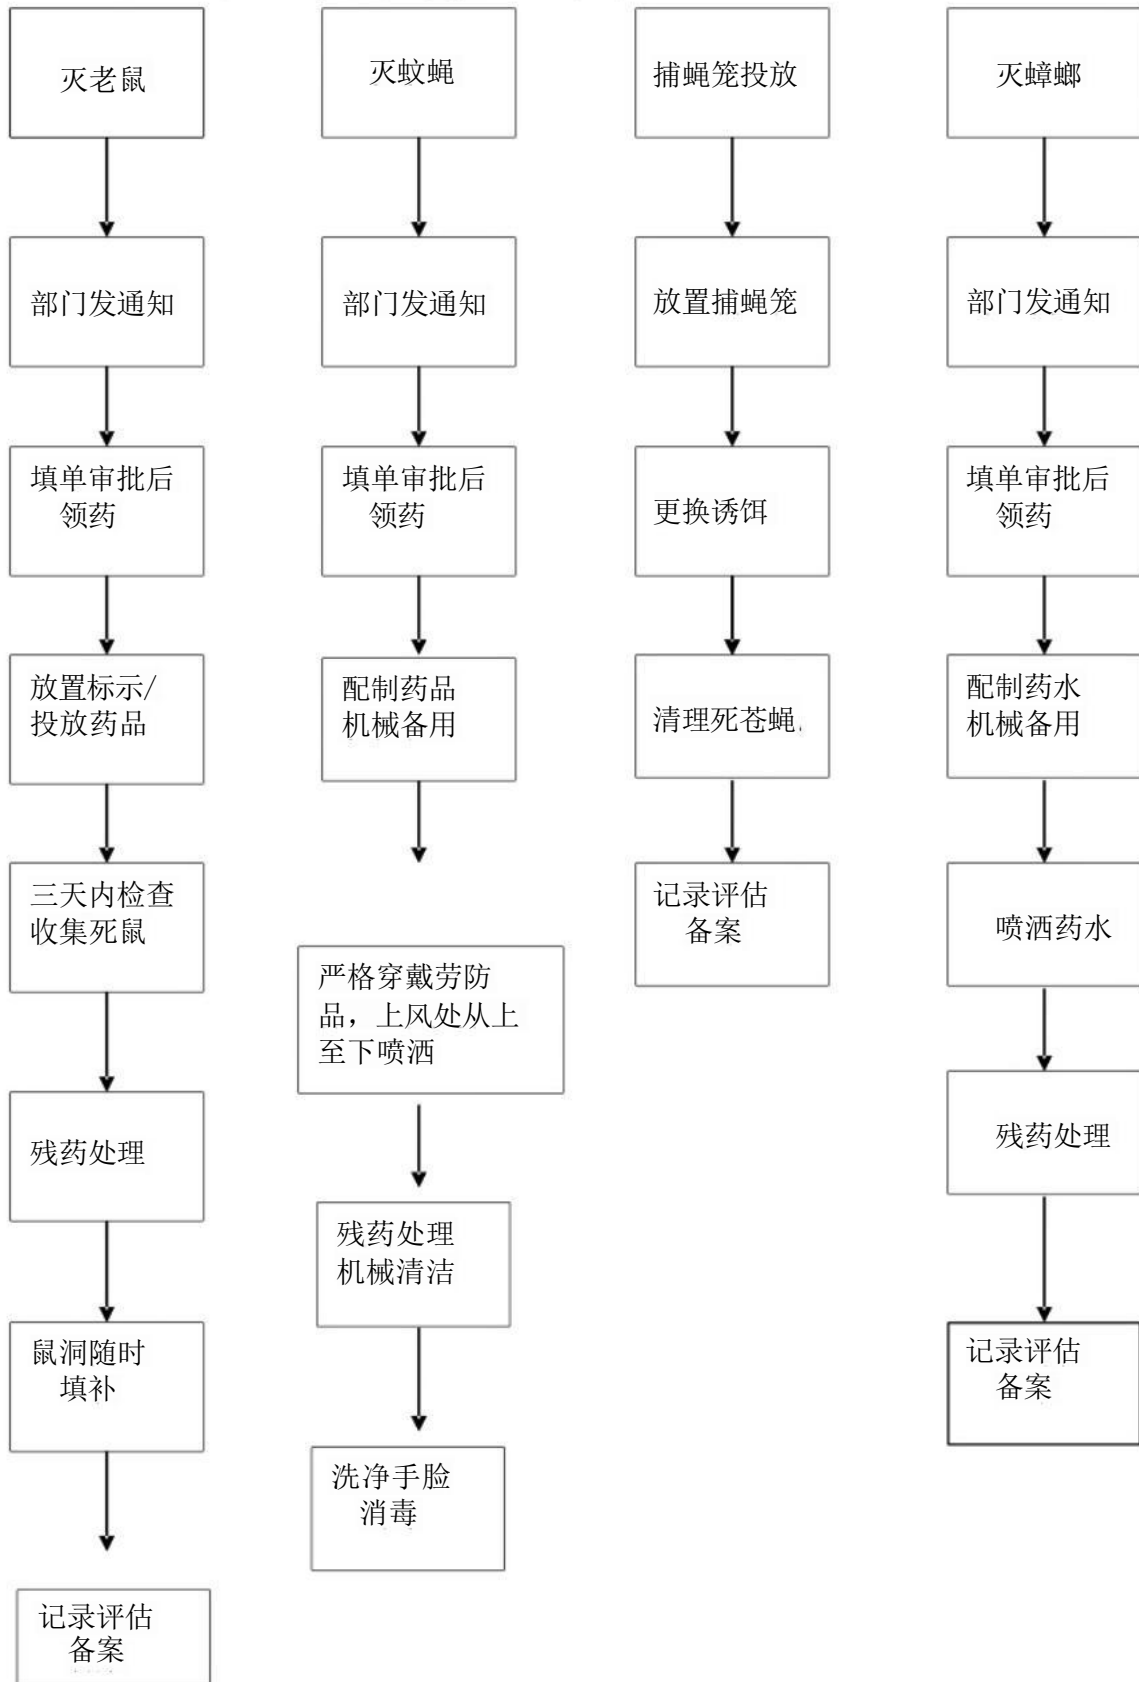 灭老鼠
部门发通知
填单审批后
领药
放置标示/
投放药品
三天内检查
收集死鼠
残药处理
鼠洞随时
填补
记录评估
备案
灭蚊蝇
部门发通知
填单审批后
领药
配制药品
机械备用
严格穿戴劳防
品，上风处从上
至下喷洒
残药处理
机械清洁
洗净手脸
消毒
捕蝇笼投放
放置捕蝇笼
更换诱饵
清理死苍蝇
记录评估
备案
灭蟑螂
部门发通知
填单审批后
领药
配制药水
机械备用
喷洒药水
残药处理
记录评估
备案